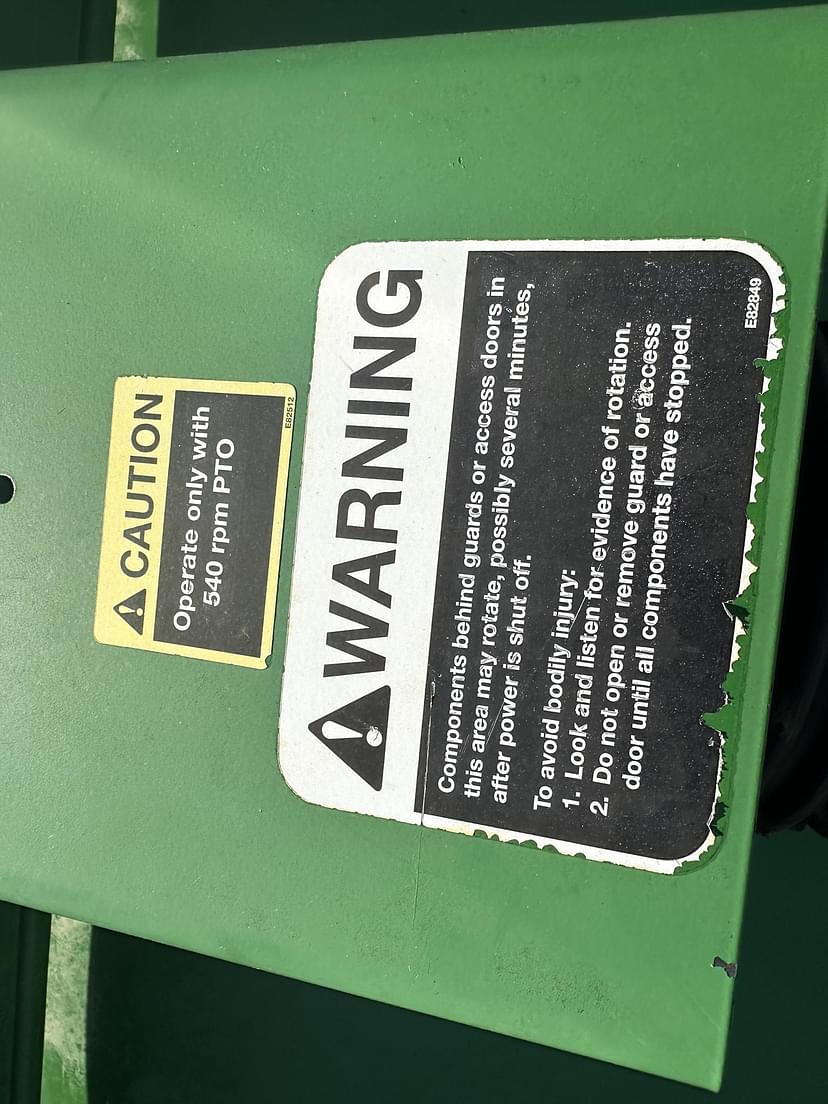 CAUTION
Operate only with
540 rpm PTO
E82512
WARNING
Components behind guards or access doors in
this area may rotate, possibly several minutes,
after power is shut off.
To avoid bodily injury:
1. Look and listen for evidence of rotation.
2. Do not open or remove guard or access
door until all components have stopped.
E82849